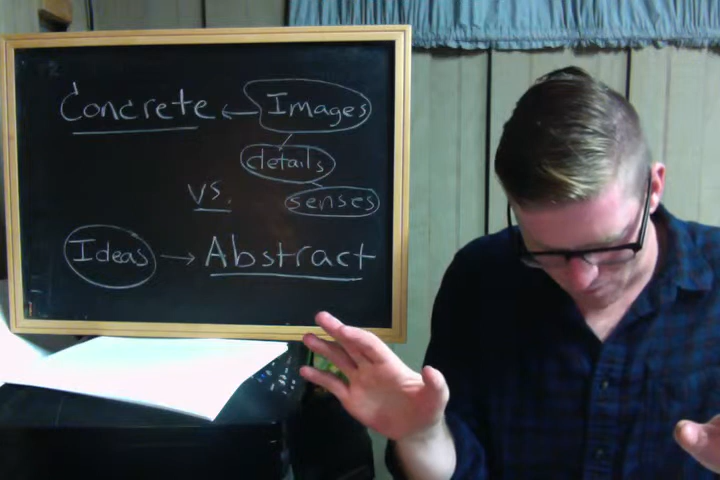 Concrete ← Images
details
vs. senses
Ideas → Abstract